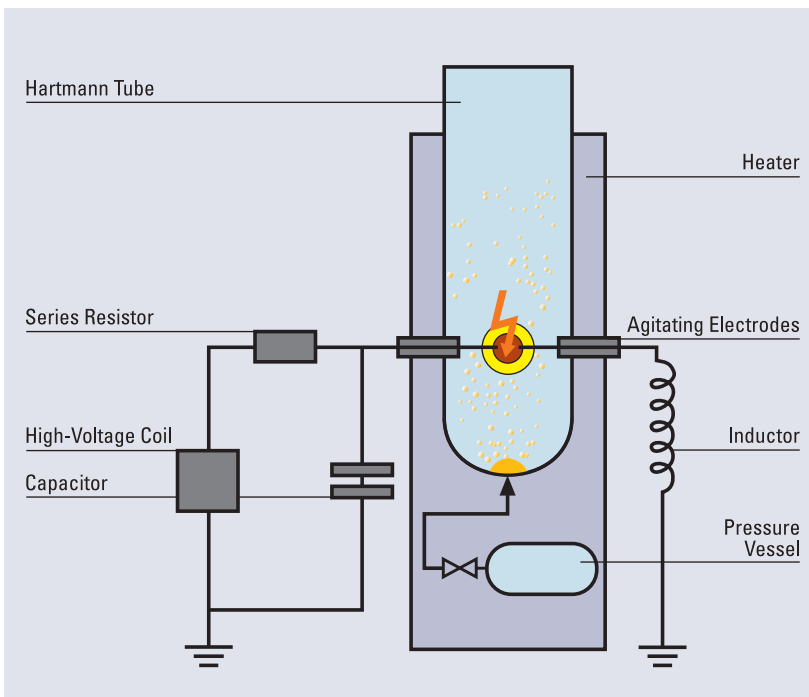 Hartmann Tube
Heater
Series Resistor
Agitating Electrodes
High-Voltage Coil
Inductor
Capacitor
Pressure
Vessel